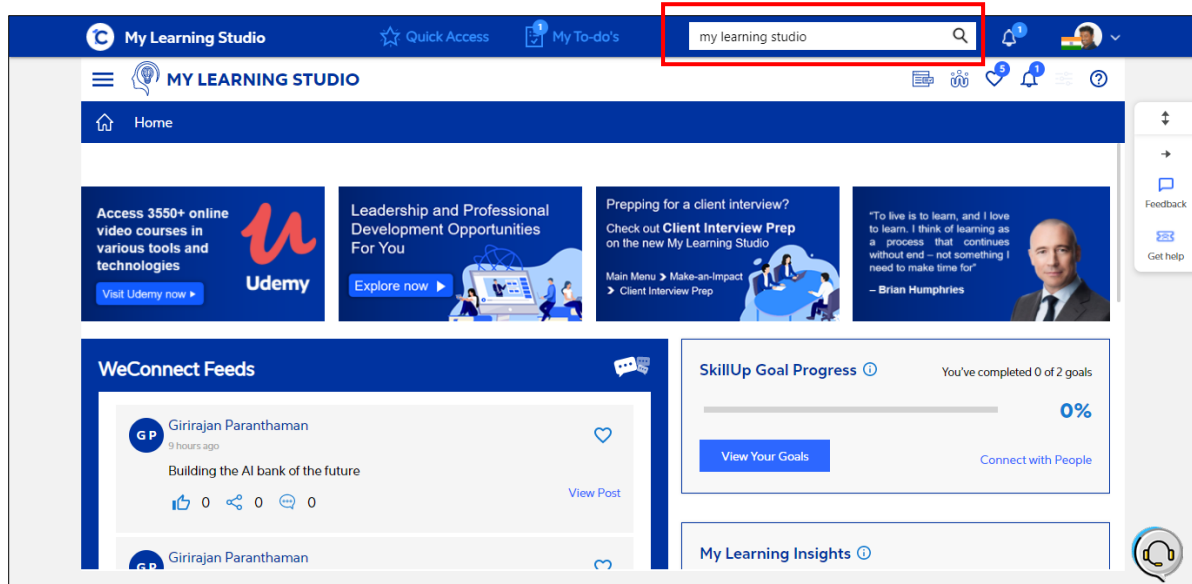 My Learning Studio
Quick Access
1
My To-do's
my learning studio
1
MY LEARNING STUDIO
5
1
Home
Access 3550+ online
video courses in
various tools and
technologies
Visit Udemy now
Udemy
Leadership and Professional
Development Opportunities
For You
Explore now
Prepping for a client interview?
Check out Client Interview Prep
on the new My Learning Studio
Main Menu > Make-an-Impact
> Client Interview Prep
"To live is to learn, and I love
to learn. I think of learning as
a process that continues
without end – not something I
need to make time for"
– Brian Humphries
Feedback
Get help
WeConnect Feeds
GP
Girirajan Paranthaman
9 hours ago
Building the AI bank of the future
0
0
0
View Post
GP
Girirajan Paranthaman
SkillUp Goal Progress
You've completed 0 of 2 goals
0%
View Your Goals
Connect with People
My Learning Insights